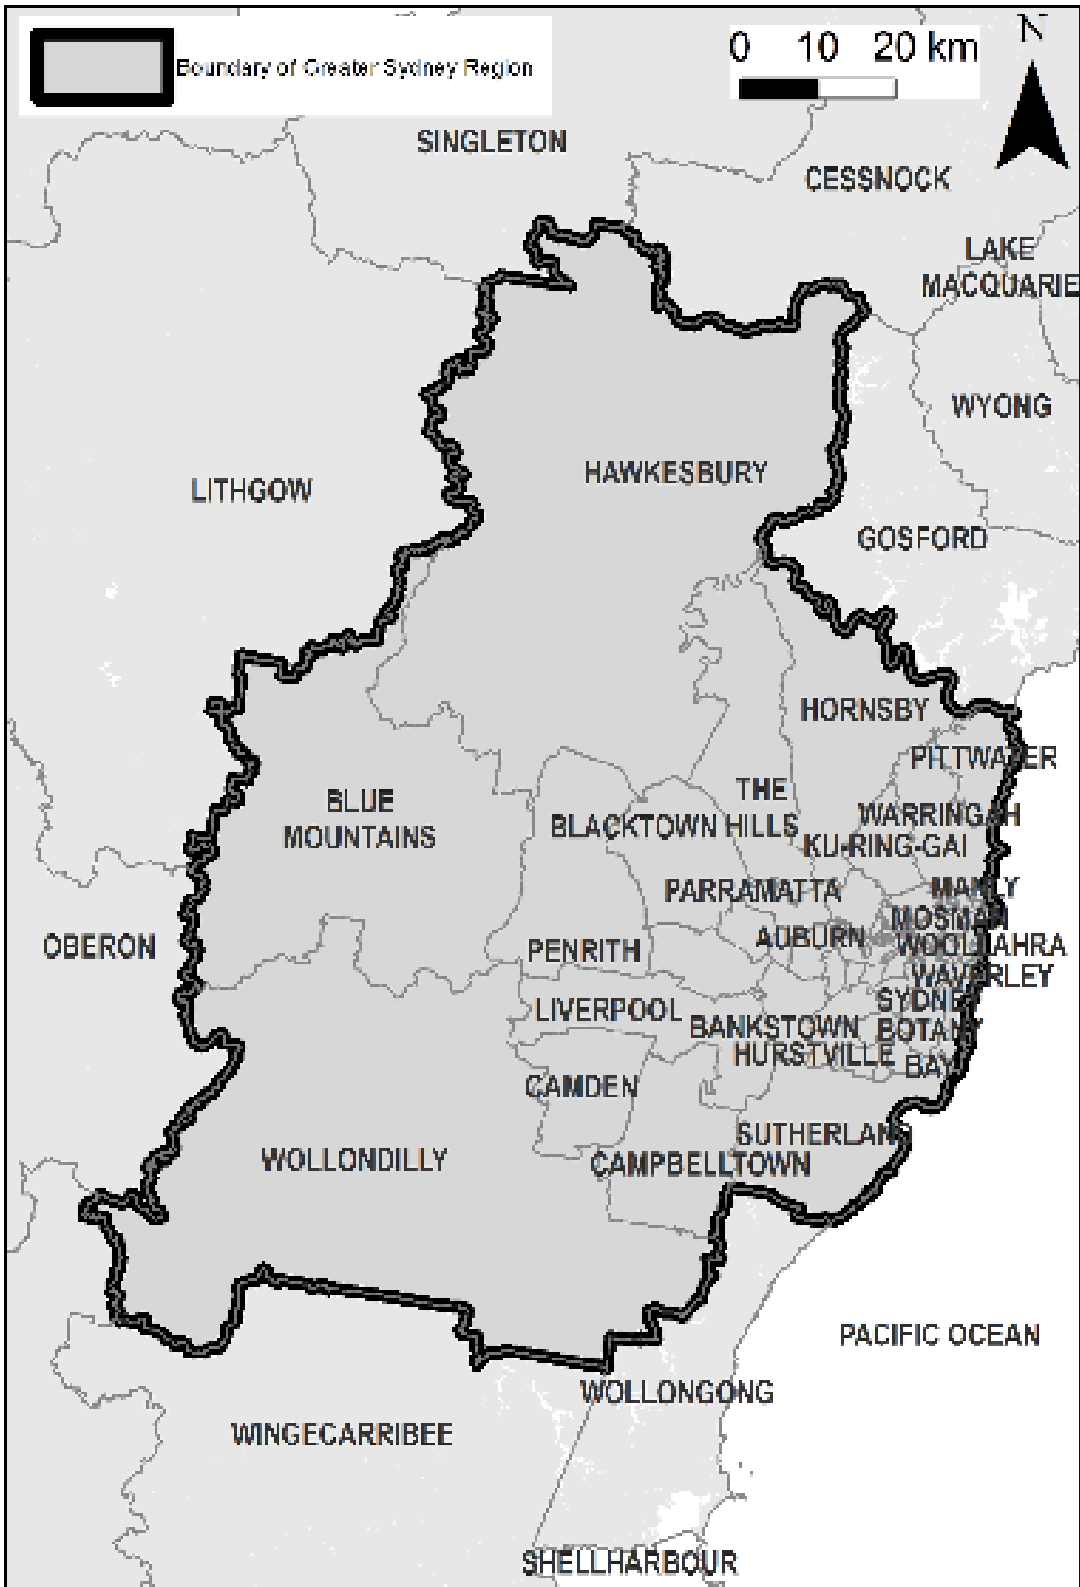 Boundary of Greater Sydney Region
0 10 20 km
N
SINGLETON
CESSNOCK
LAKE
MACQUARIE
WYONG
HAWKESBURY
LITHGOW
GOSFORD
HORNSBY
PITTWATER
THE
HILLS
BLUE
MOUNTAINS
BLACKTOWN
WARRINGAH
KU-RING-GAI
PARRAMATTA
MANLY
MOSMAN
AUBURN
WOOLLAHRA
OBERON
PENRITH
WAVERLEY
SYDNEY
LIVERPOOL
BANKSTOWN
BOTANY
BAY
HURSTVILLE
CAMDEN
SUTHERLAND
WOLLONDILLY
CAMPBELLTOWN
PACIFIC OCEAN
WOLLONGONG
WINGECARRIBEE
SHELLHARBOUR